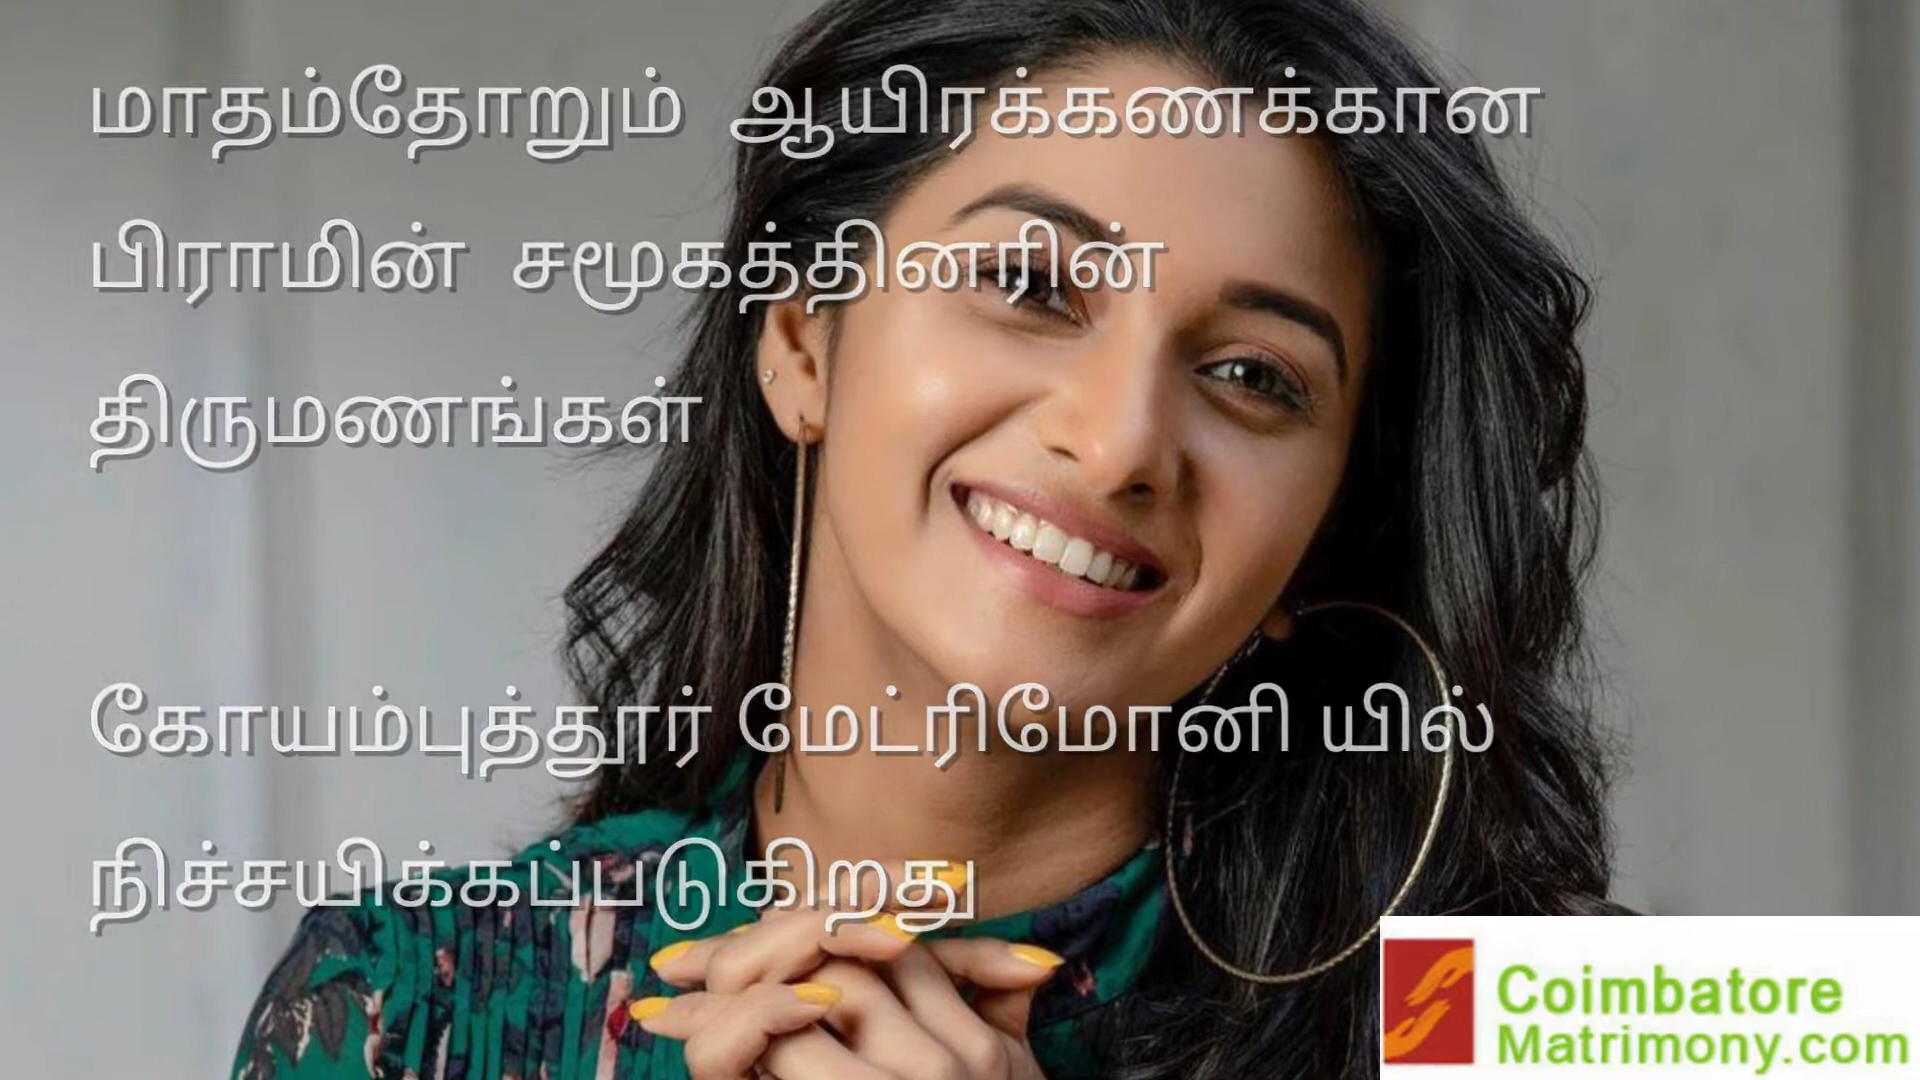 மாதம்தோறும் ஆயிரக்கணக்கான
பிராமின் சமூகத்தினரின்
திருமணங்கள்
கோயம்புத்தூர் மேட்ரிமோனி யில்
நிச்சயிக்கப்படுகிறது
Coimbatore
Matrimony.com